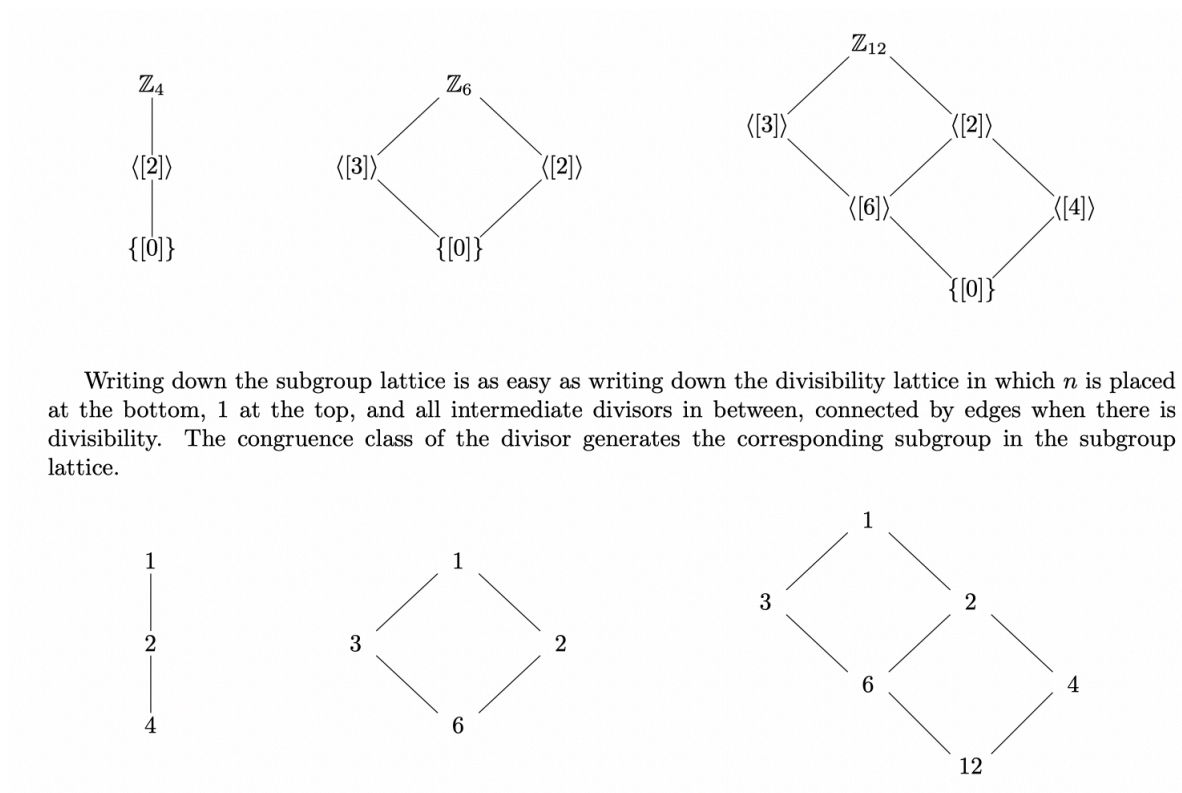 ℤ₁₂
ℤ₄ ℤ₆
⟨[3]⟩ ⟨[2]⟩
⟨[2]⟩ ⟨[3]⟩ ⟨[2]⟩
⟨[6]⟩ ⟨[4]⟩
{[0]} {[0]}
{[0]}
Writing down the subgroup lattice is as easy as writing down the divisibility lattice in which n is placed
at the bottom, 1 at the top, and all intermediate divisors in between, connected by edges when there is
divisibility. The congruence class of the divisor generates the corresponding subgroup in the subgroup
lattice.
1
1 1
3 2
2 3 2
6 4
4 6
12